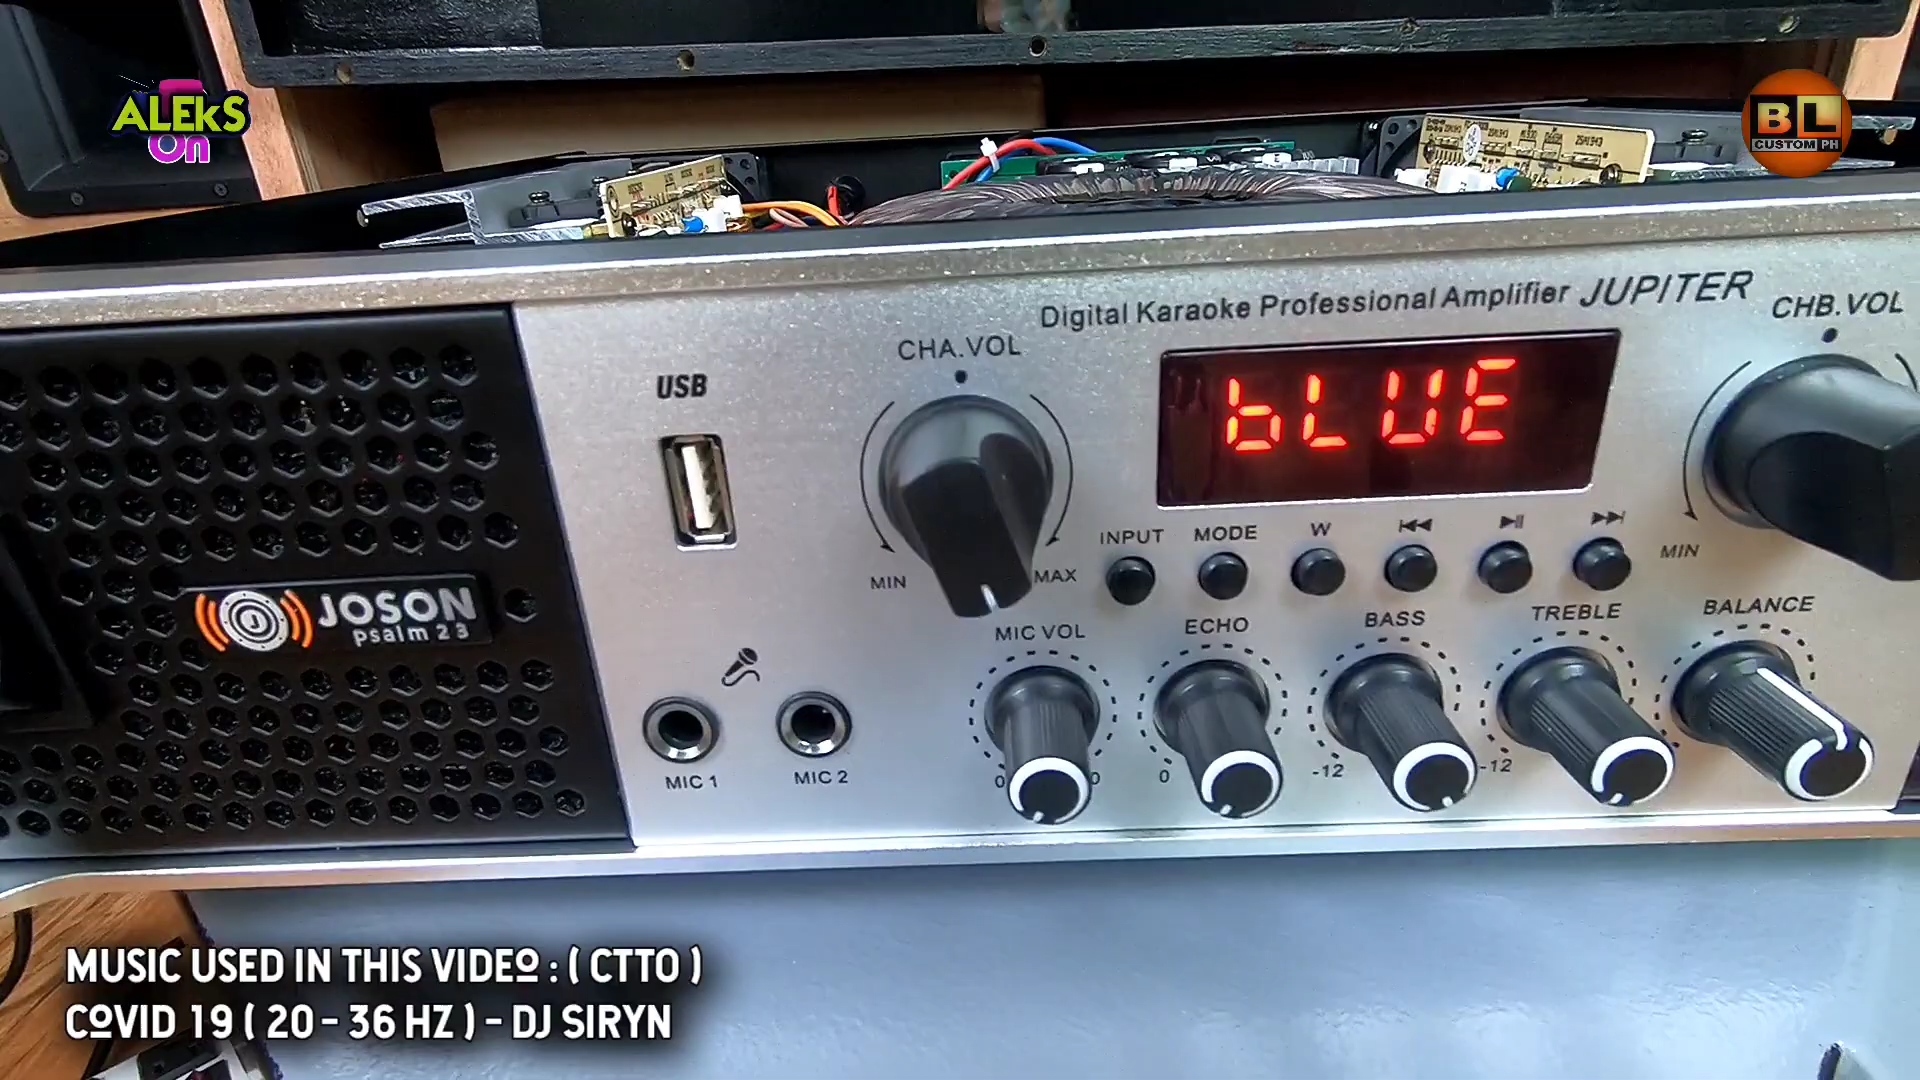 ALEkS
On
BL
CUSTOM PH
Digital Karaoke Professional Amplifier JUPITER
CHA.VOL
CHB.VOL
USB
bLUE
INPUT
MODE
W
MIN
MAX
MIN
JOSON
psalm 23
MIC VOL
ECHO
BASS
TREBLE
BALANCE
MIC 1
MIC 2
0
0
0
-12
-12
MUSIC USED IN THIS VIDEO : ( CTTO )
COVID 19 ( 20 - 36 HZ ) - DJ SIRYN